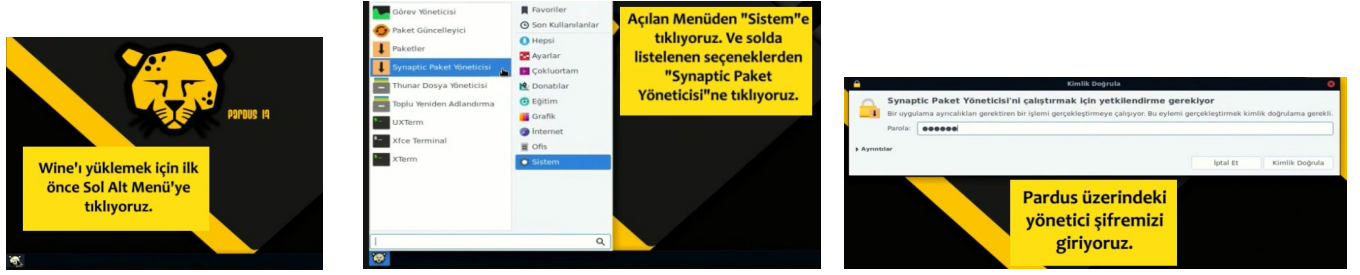 PARDUS 19
Wine'ı yüklemek için ilk
önce Sol Alt Menü'ye
tıklıyoruz.
Görev Yöneticisi
Paket Güncelleyici
Paketler
Synaptic Paket Yöneticisi
Thunar Dosya Yöneticisi
Toplu Yeniden Adlandırma
UXTerm
Xfce Terminal
XTerm
Favoriler
Son Kullanılanlar
Hepsi
Ayarlar
Çokluortam
Donatılar
Eğitim
Grafik
İnternet
Ofis
Sistem
Açılan Menüden "Sistem"e
tıklıyoruz. Ve solda
listelenen seçeneklerden
"Synaptic Paket
Yöneticisi"ne tıklıyoruz.
Kimlik Doğrula
Synaptic Paket Yöneticisi'ni çalıştırmak için yetkilendirme gerekiyor
Bir uygulama ayrıcalıkları gerektiren bir işlemi gerçekleştirmeye çalışıyor. Bu eylemi gerçekleştirmek kimlik doğrulama gerekli.
Parola:
Ayrıntılar
İptal Et
Kimlik Doğrula
Pardus üzerindeki
yönetici şifremizi
giriyoruz.